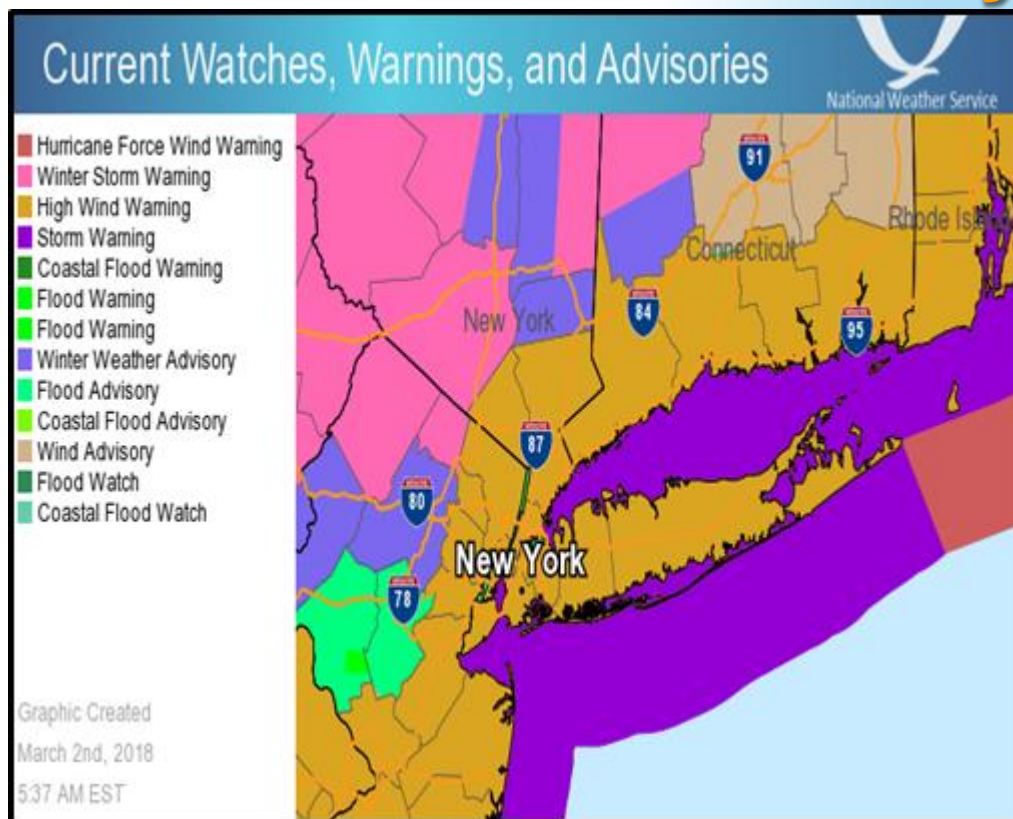 Current Watches, Warnings, and Advisories
National Weather Service
Hurricane Force Wind Warning
Winter Storm Warning
High Wind Warning
Storm Warning
Coastal Flood Warning
Flood Warning
Flood Warning
Winter Weather Advisory
Flood Advisory
Coastal Flood Advisory
Wind Advisory
Flood Watch
Coastal Flood Watch
Graphic Created
March 2nd, 2018
5:37 AM EST
91
Rhode Island
Connecticut
84
New York
95
87
80
New York
78